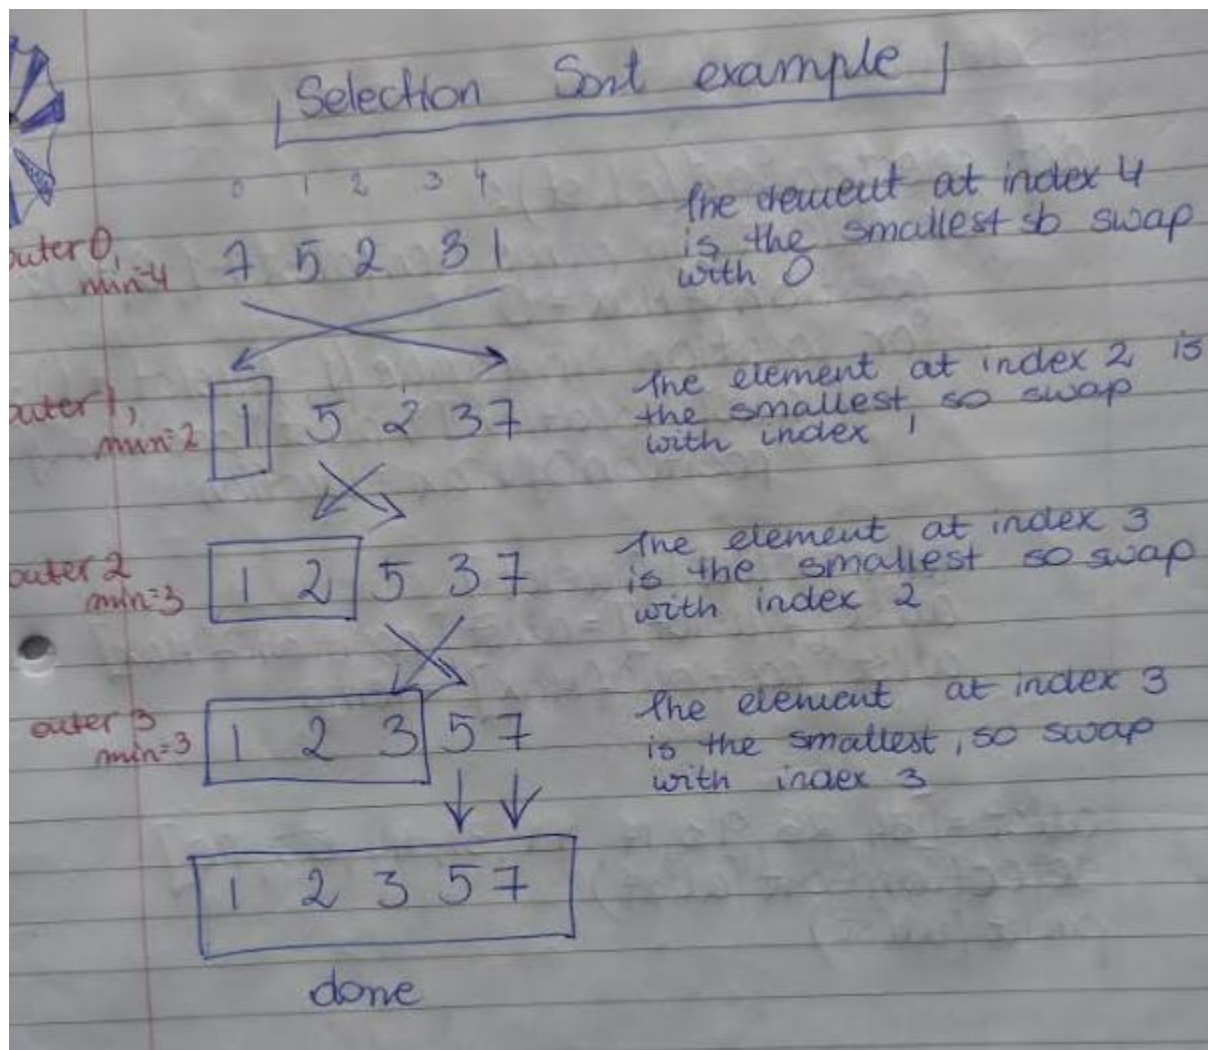 Selection Sort example
0 1 2 3 4
outer 0,
min=4
7 5 2 3 1
The element at index 4
is the smallest so swap
with 0
outer 1,
min=2
1 5 2 3 7
The element at index 2 is
the smallest, so swap
with index 1
outer 2
min=3
1 2 5 3 7
The element at index 3
is the smallest so swap
with index 2
outer 3
min=3
1 2 3 5 7
The element at index 3
is the smallest, so swap
with index 3
1 2 3 5 7
done